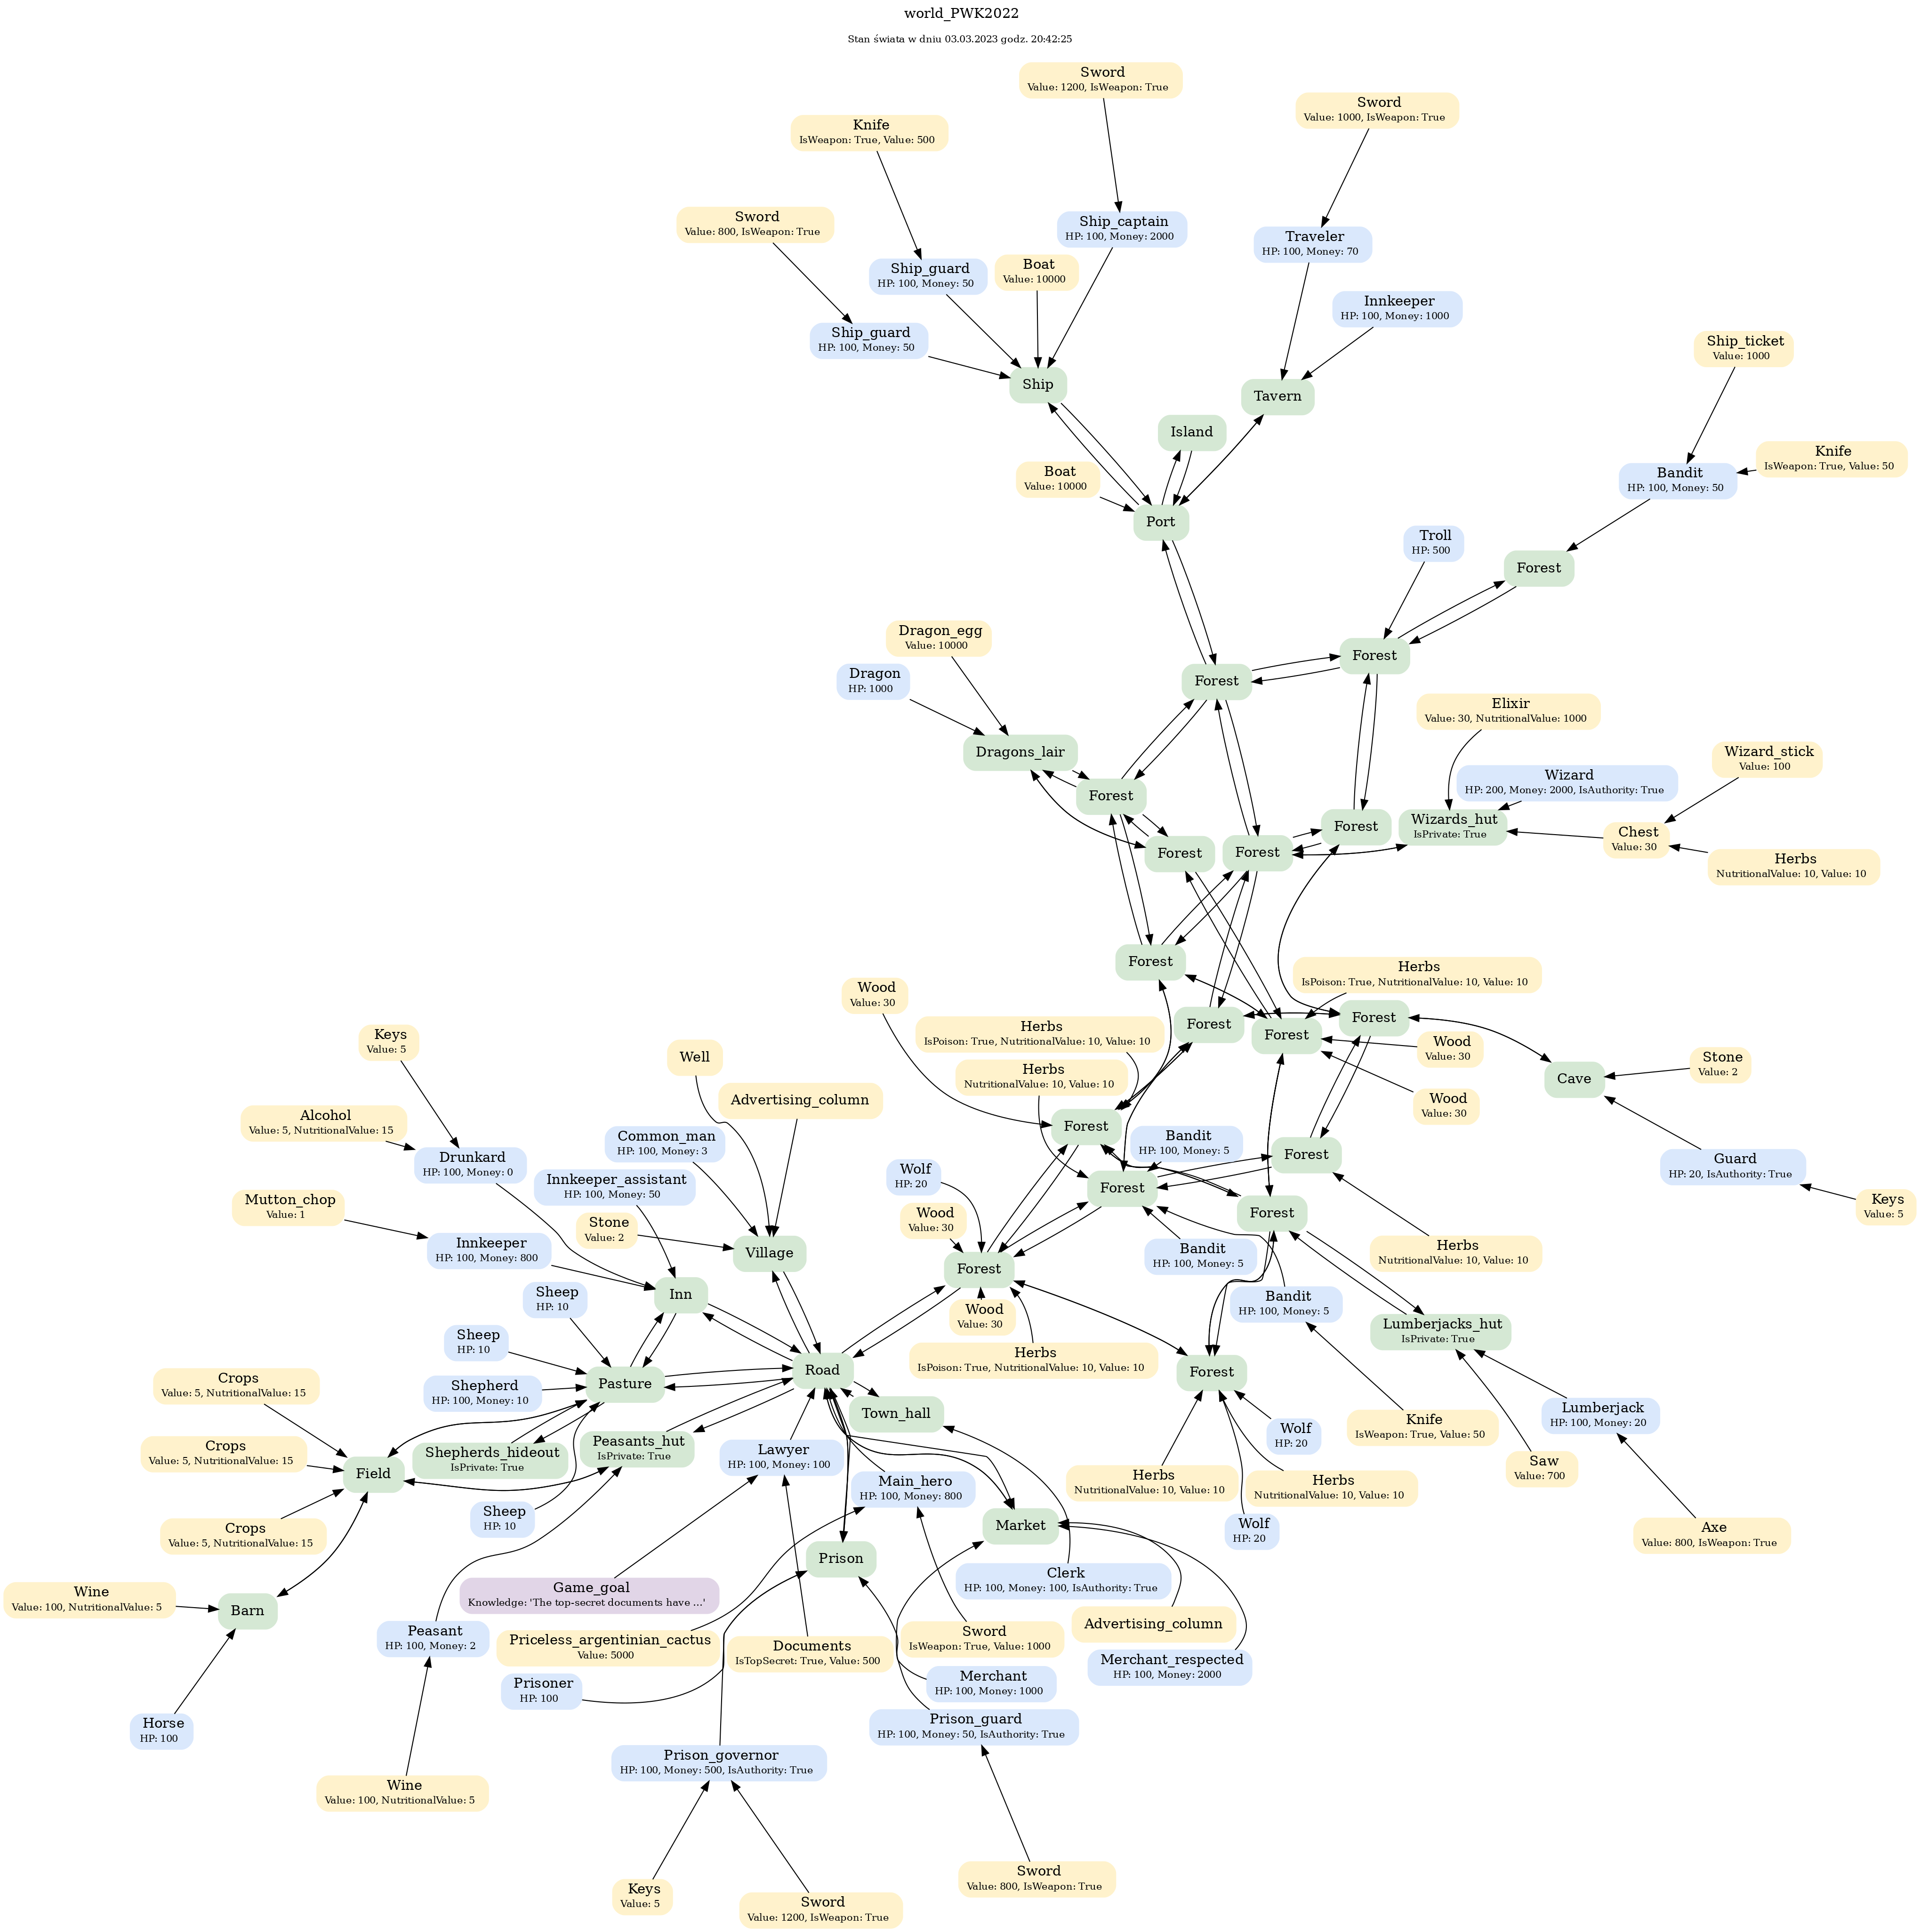 world_PWK2022
Stan świata w dniu 03.03.2023 godz. 20:42:25
Sword
Value: 1200, IsWeapon: True
Sword
Value: 1000, IsWeapon: True
Knife
IsWeapon: True, Value: 500
Sword
Value: 800, IsWeapon: True
Ship_captain
HP: 100, Money: 2000
Traveler
HP: 100, Money: 70
Ship_guard
HP: 100, Money: 50
Boat
Value: 10000
Innkeeper
HP: 100, Money: 1000
Ship_guard
HP: 100, Money: 50
Ship_ticket
Value: 1000
Ship
Tavern
Island
Knife
IsWeapon: True, Value: 50
Boat
Value: 10000
Bandit
HP: 100, Money: 50
Port
Troll
HP: 500
Forest
Dragon_egg
Value: 10000
Forest
Dragon
HP: 1000
Forest
Elixir
Value: 30, NutritionalValue: 1000
Dragons_lair
Wizard_stick
Value: 100
Wizard
HP: 200, Money: 2000, IsAuthority: True
Forest
Forest
Wizards_hut
IsPrivate: True
Chest
Value: 30
Forest
Forest
Herbs
NutritionalValue: 10, Value: 10
Forest
Herbs
IsPoison: True, NutritionalValue: 10, Value: 10
Wood
Value: 30
Forest
Forest
Forest
Herbs
IsPoison: True, NutritionalValue: 10, Value: 10
Keys
Value: 5
Wood
Value: 30
Well
Stone
Value: 2
Herbs
NutritionalValue: 10, Value: 10
Cave
Advertising_column
Wood
Value: 30
Alcohol
Value: 5, NutritionalValue: 15
Forest
Common_man
HP: 100, Money: 3
Bandit
HP: 100, Money: 5
Forest
Drunkard
HP: 100, Money: 0
Guard
HP: 20, IsAuthority: True
Wolf
HP: 20
Innkeeper_assistant
HP: 100, Money: 50
Forest
Mutton_chop
Value: 1
Keys
Value: 5
Wood
Value: 30
Forest
Stone
Value: 2
Innkeeper
HP: 100, Money: 800
Village
Bandit
HP: 100, Money: 5
Herbs
NutritionalValue: 10, Value: 10
Forest
Inn
Sheep
HP: 10
Bandit
HP: 100, Money: 5
Wood
Value: 30
Lumberjacks_hut
IsPrivate: True
Sheep
HP: 10
Herbs
IsPoison: True, NutritionalValue: 10, Value: 10
Road
Forest
Pasture
Crops
Value: 5, NutritionalValue: 15
Shepherd
HP: 100, Money: 10
Town_hall
Lumberjack
HP: 100, Money: 20
Knife
IsWeapon: True, Value: 50
Wolf
HP: 20
Peasants_hut
IsPrivate: True
Crops
Value: 5, NutritionalValue: 15
Shepherds_hideout
IsPrivate: True
Lawyer
HP: 100, Money: 100
Saw
Value: 700
Field
Herbs
NutritionalValue: 10, Value: 10
Herbs
NutritionalValue: 10, Value: 10
Main_hero
HP: 100, Money: 800
Sheep
HP: 10
Market
Wolf
HP: 20
Crops
Value: 5, NutritionalValue: 15
Axe
Value: 800, IsWeapon: True
Prison
Clerk
HP: 100, Money: 100, IsAuthority: True
Game_goal
Knowledge: 'The top-secret documents have ...'
Wine
Value: 100, NutritionalValue: 5
Barn
Advertising_column
Peasant
HP: 100, Money: 2
Sword
IsWeapon: True, Value: 1000
Priceless_argentinian_cactus
Value: 5000
Documents
IsTopSecret: True, Value: 500
Merchant_respected
HP: 100, Money: 2000
Merchant
HP: 100, Money: 1000
Prisoner
HP: 100
Prison_guard
HP: 100, Money: 50, IsAuthority: True
Horse
HP: 100
Prison_governor
HP: 100, Money: 500, IsAuthority: True
Wine
Value: 100, NutritionalValue: 5
Sword
Value: 800, IsWeapon: True
Keys
Value: 5
Sword
Value: 1200, IsWeapon: True